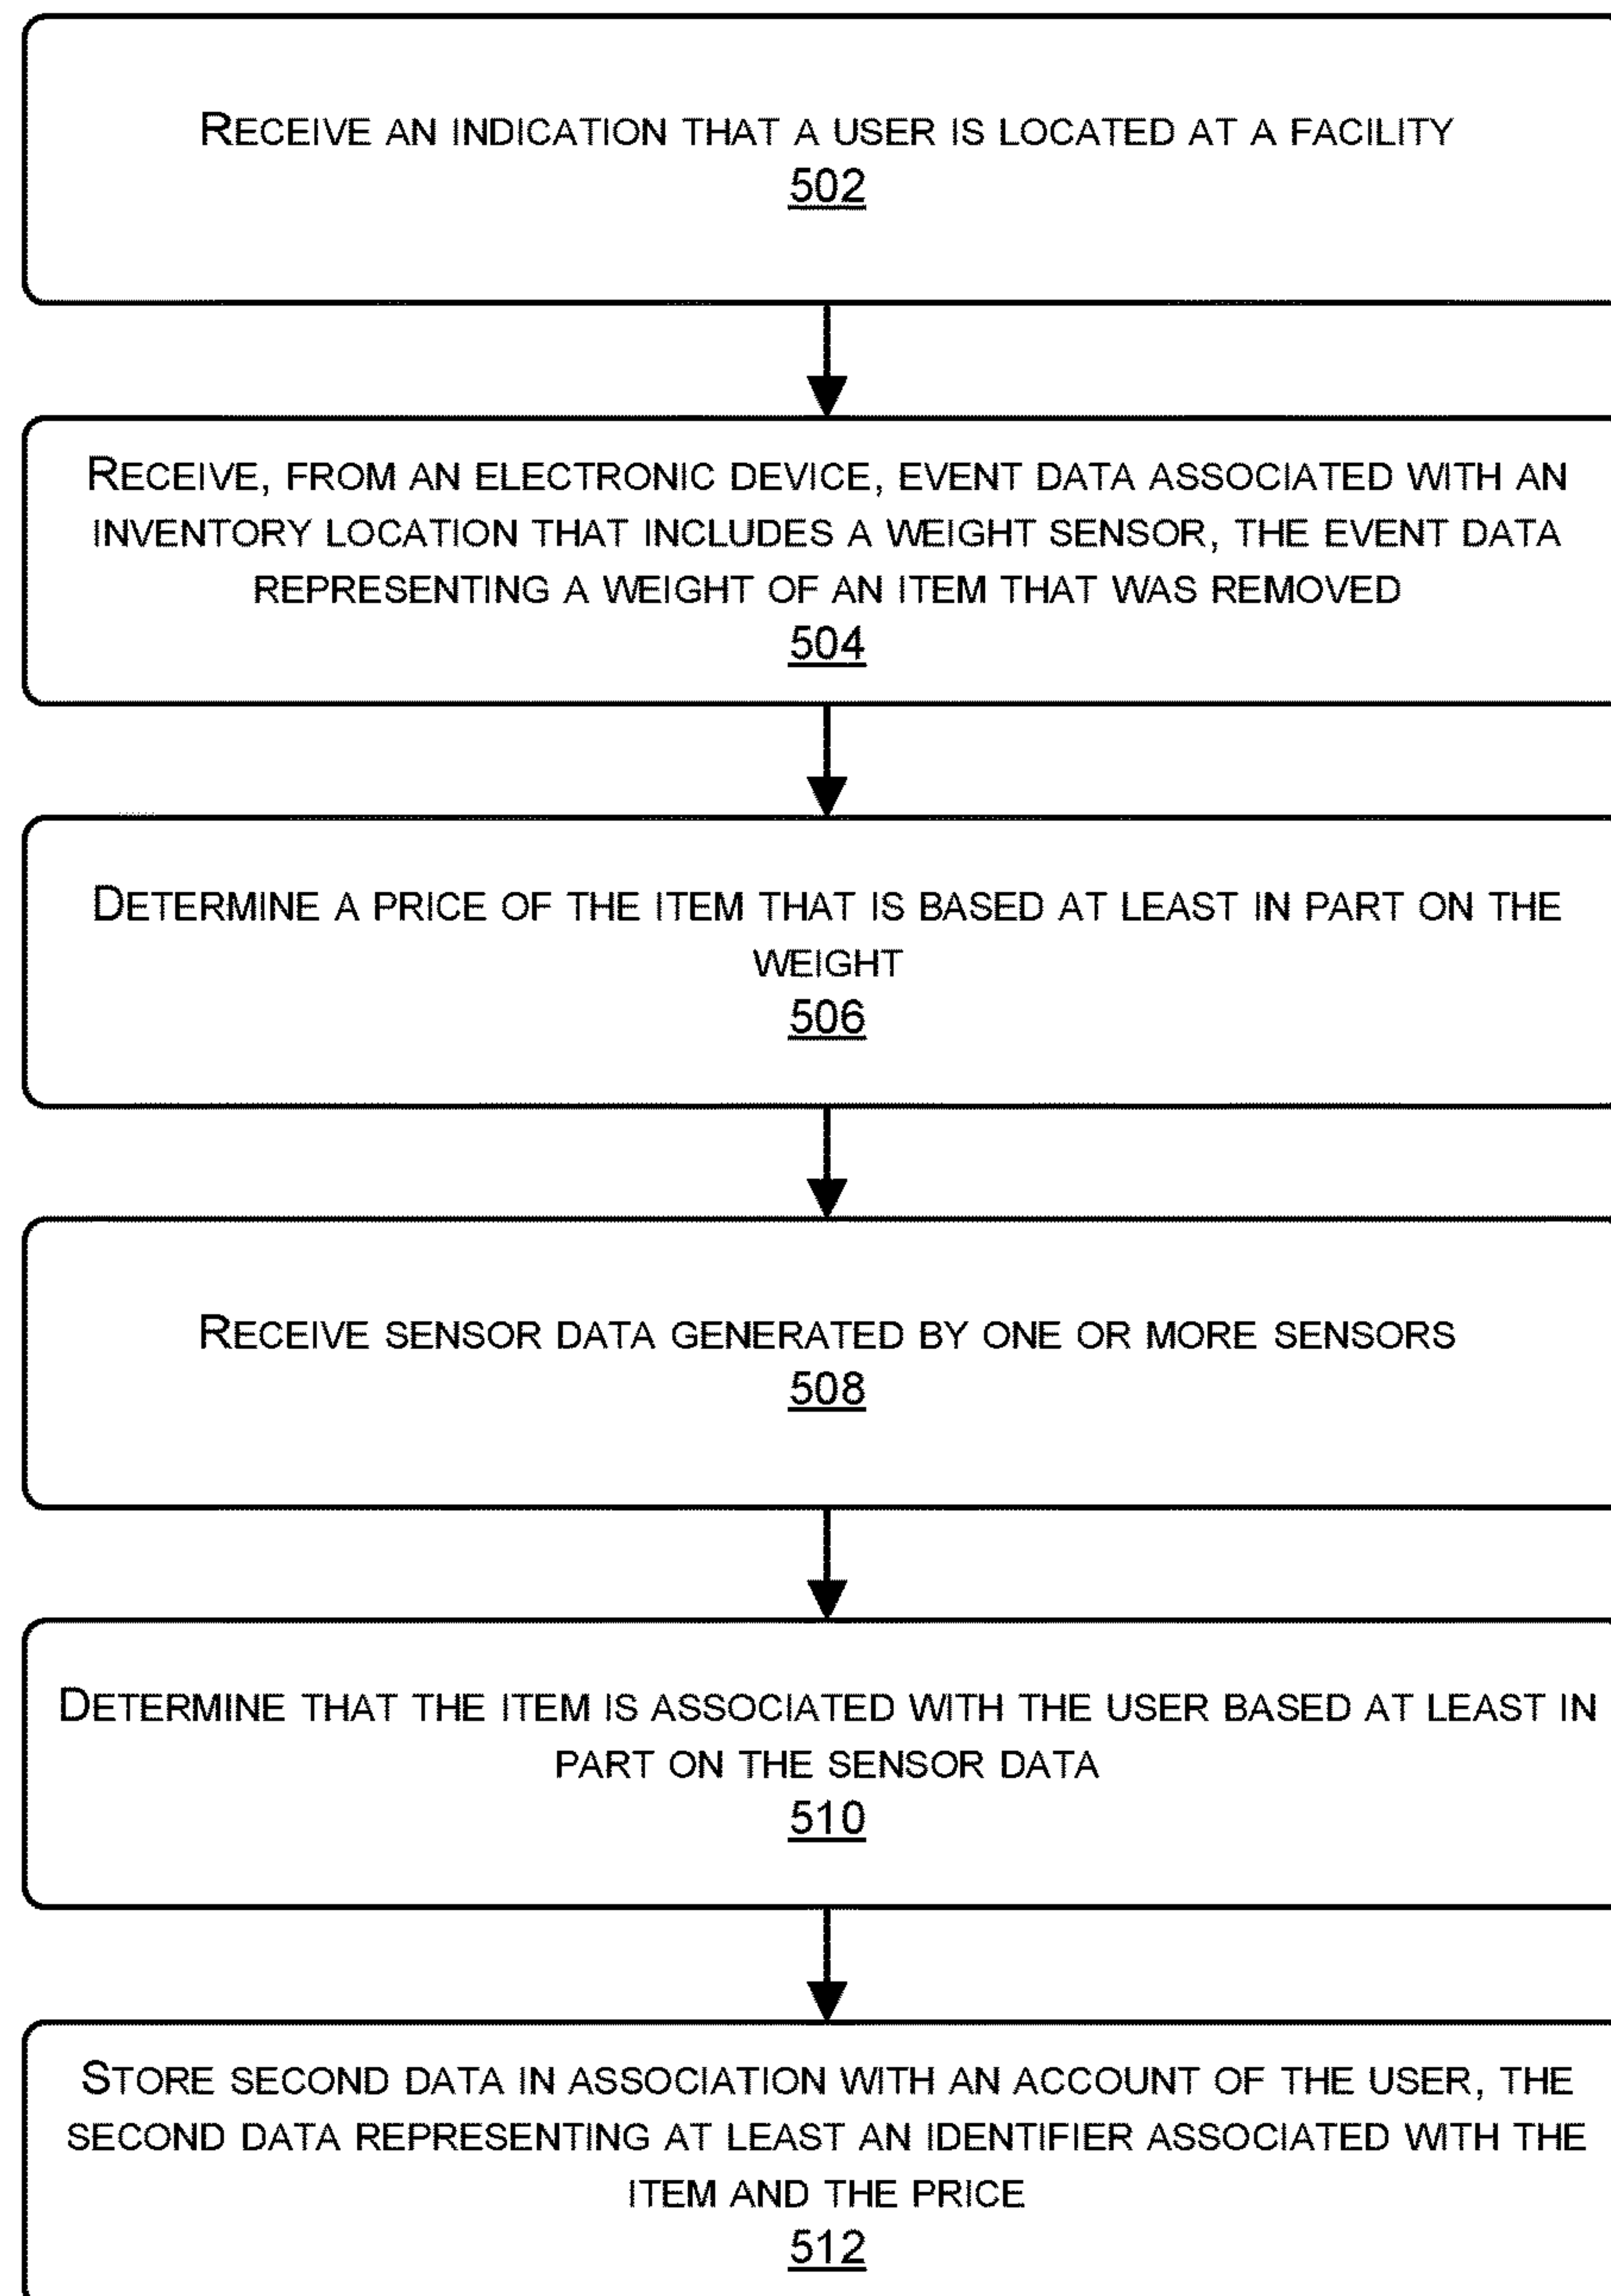 RECEIVE AN INDICATION THAT A USER IS LOCATED AT A FACILITY
502
RECEIVE, FROM AN ELECTRONIC DEVICE, EVENT DATA ASSOCIATED WITH AN
INVENTORY LOCATION THAT INCLUDES A WEIGHT SENSOR, THE EVENT DATA
REPRESENTING A WEIGHT OF AN ITEM THAT WAS REMOVED
504
DETERMINE A PRICE OF THE ITEM THAT IS BASED AT LEAST IN PART ON THE
WEIGHT
506
RECEIVE SENSOR DATA GENERATED BY ONE OR MORE SENSORS
508
DETERMINE THAT THE ITEM IS ASSOCIATED WITH THE USER BASED AT LEAST IN
PART ON THE SENSOR DATA
510
STORE SECOND DATA IN ASSOCIATION WITH AN ACCOUNT OF THE USER, THE
SECOND DATA REPRESENTING AT LEAST AN IDENTIFIER ASSOCIATED WITH THE
ITEM AND THE PRICE
512